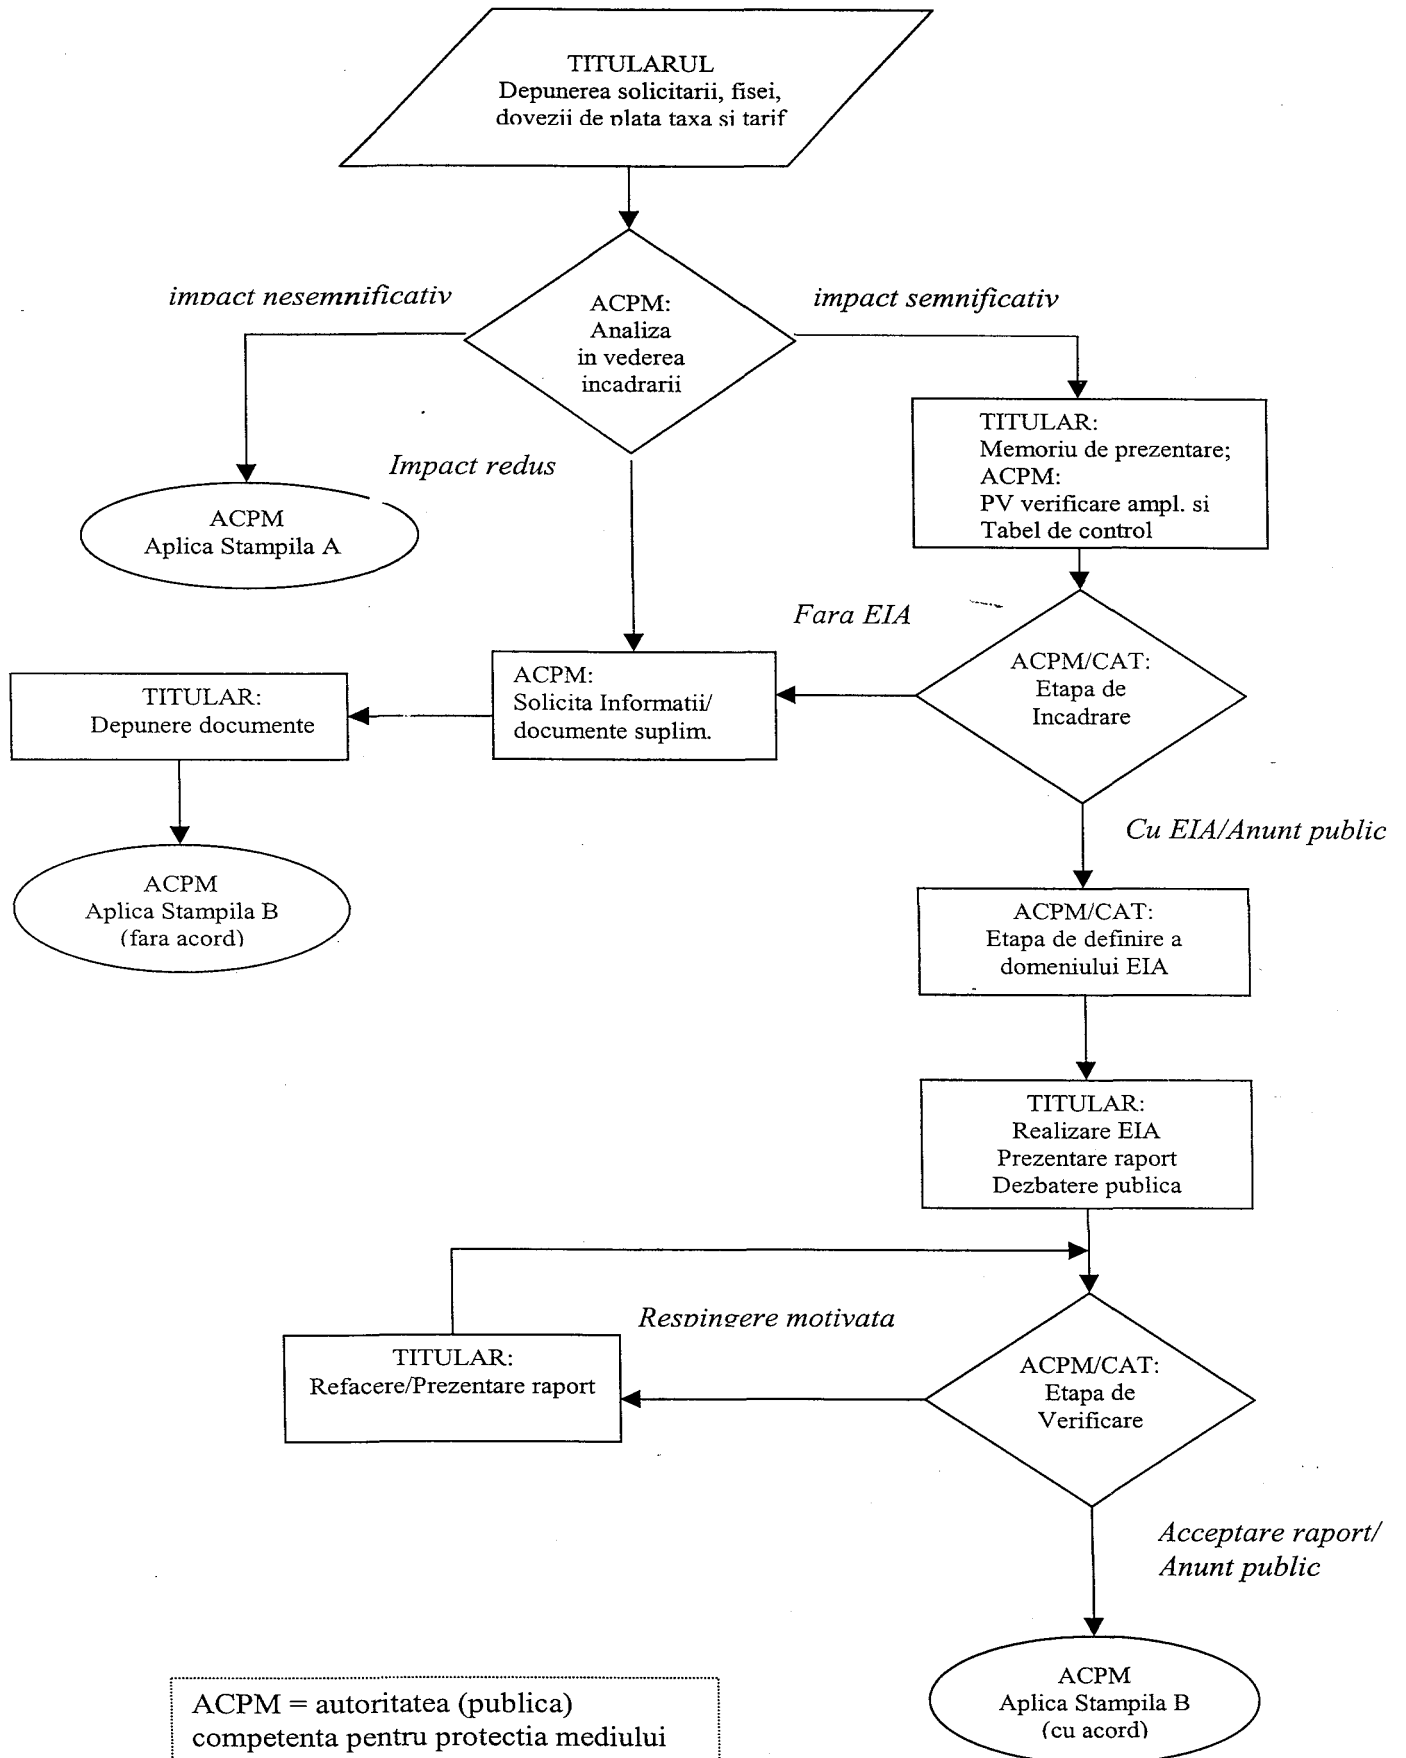 TITULARUL
Depunerea solicitarii, fisei,
dovezii de plata taxa si tarif
impact nesemnificativ
impact semnificativ
ACPM:
Analiza
in vederea
incadrarii
TITULAR:
Memoriu de prezentare;
ACPM:
PV verificare ampl. si
Tabel de control
Impact redus
ACPM
Aplica Stampila A
Fara EIA
ACPM/CAT:
Etapa de
Incadrare
ACPM:
Solicita Informatii/
documente suplim.
TITULAR:
Depunere documente
Cu EIA/Anunt public
ACPM
Aplica Stampila B
(fara acord)
ACPM/CAT:
Etapa de definire a
domeniului EIA
TITULAR:
Realizare EIA
Prezentare raport
Dezbatere publica
Respingere motivata
TITULAR:
Refacere/Prezentare raport
ACPM/CAT:
Etapa de
Verificare
Acceptare raport/
Anunt public
ACPM
Aplica Stampila B
(cu acord)
ACPM = autoritatea (publica)
competenta pentru protectia mediului